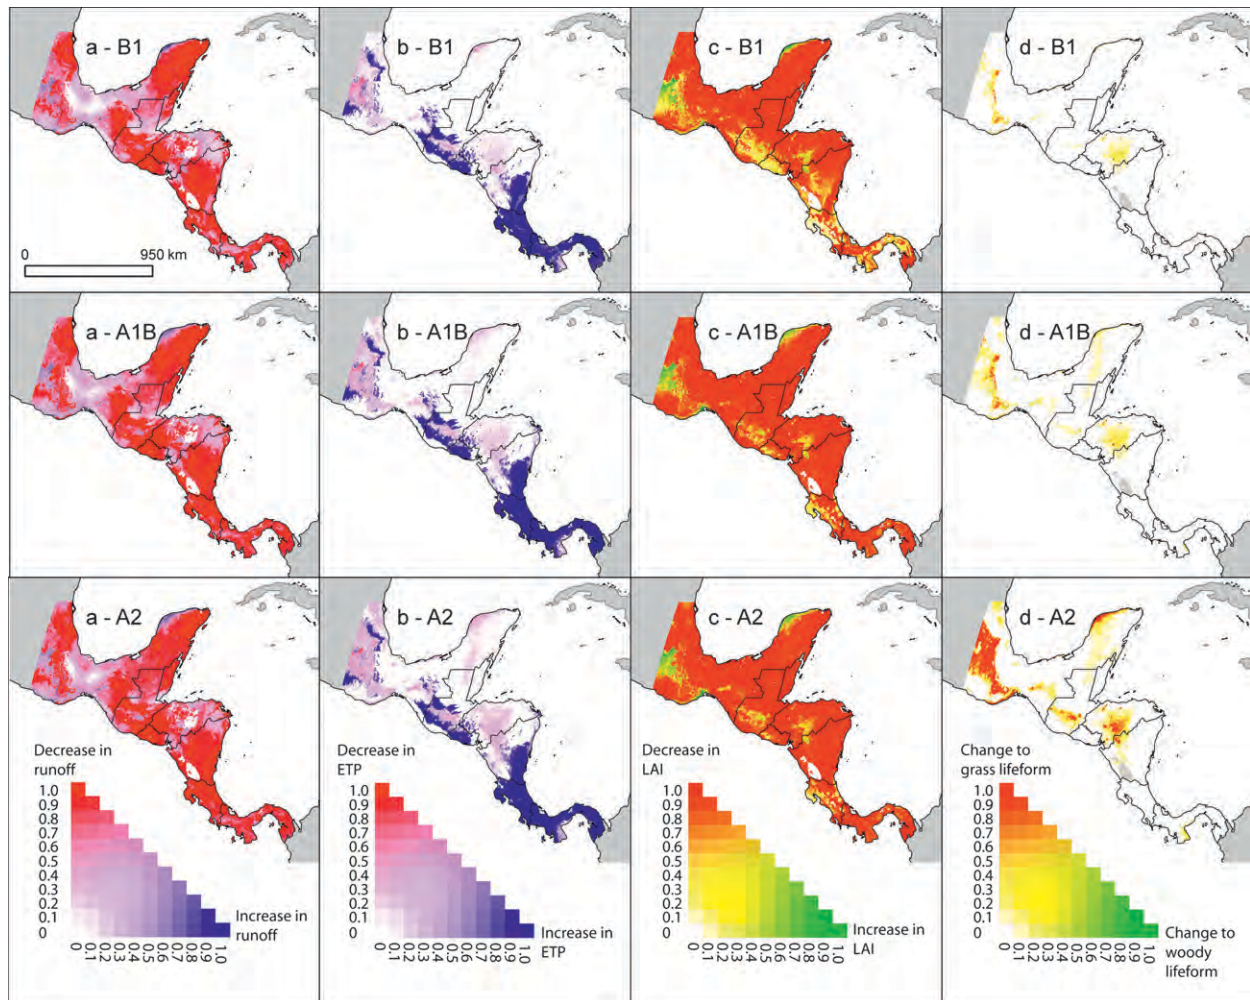 a - B1
b - B1
c - B1
d - B1
0 950 km
a - A1B
b - A1B
c - A1B
d - A1B
a - A2
b - A2
c - A2
d - A2
Decrease in
runoff
1.0
0.9
0.8
0.7
0.6
0.5
0.4
0.3
0.2
0.1
0
0
0.1
0.2
0.3
0.4
0.5
0.6
0.7
0.8
0.9
1.0
Increase in
runoff
Decrease in
ETP
1.0
0.9
0.8
0.7
0.6
0.5
0.4
0.3
0.2
0.1
0
0
0.1
0.2
0.3
0.4
0.5
0.6
0.7
0.8
0.9
1.0
Increase in
ETP
Decrease in
LAI
1.0
0.9
0.8
0.7
0.6
0.5
0.4
0.3
0.2
0.1
0
0
0.1
0.2
0.3
0.4
0.5
0.6
0.7
0.8
0.9
1.0
Increase in
LAI
Change to
grass lifeform
1.0
0.9
0.8
0.7
0.6
0.5
0.4
0.3
0.2
0.1
0
0
0.1
0.2
0.3
0.4
0.5
0.6
0.7
0.8
0.9
1.0
Change to
woody
lifeform